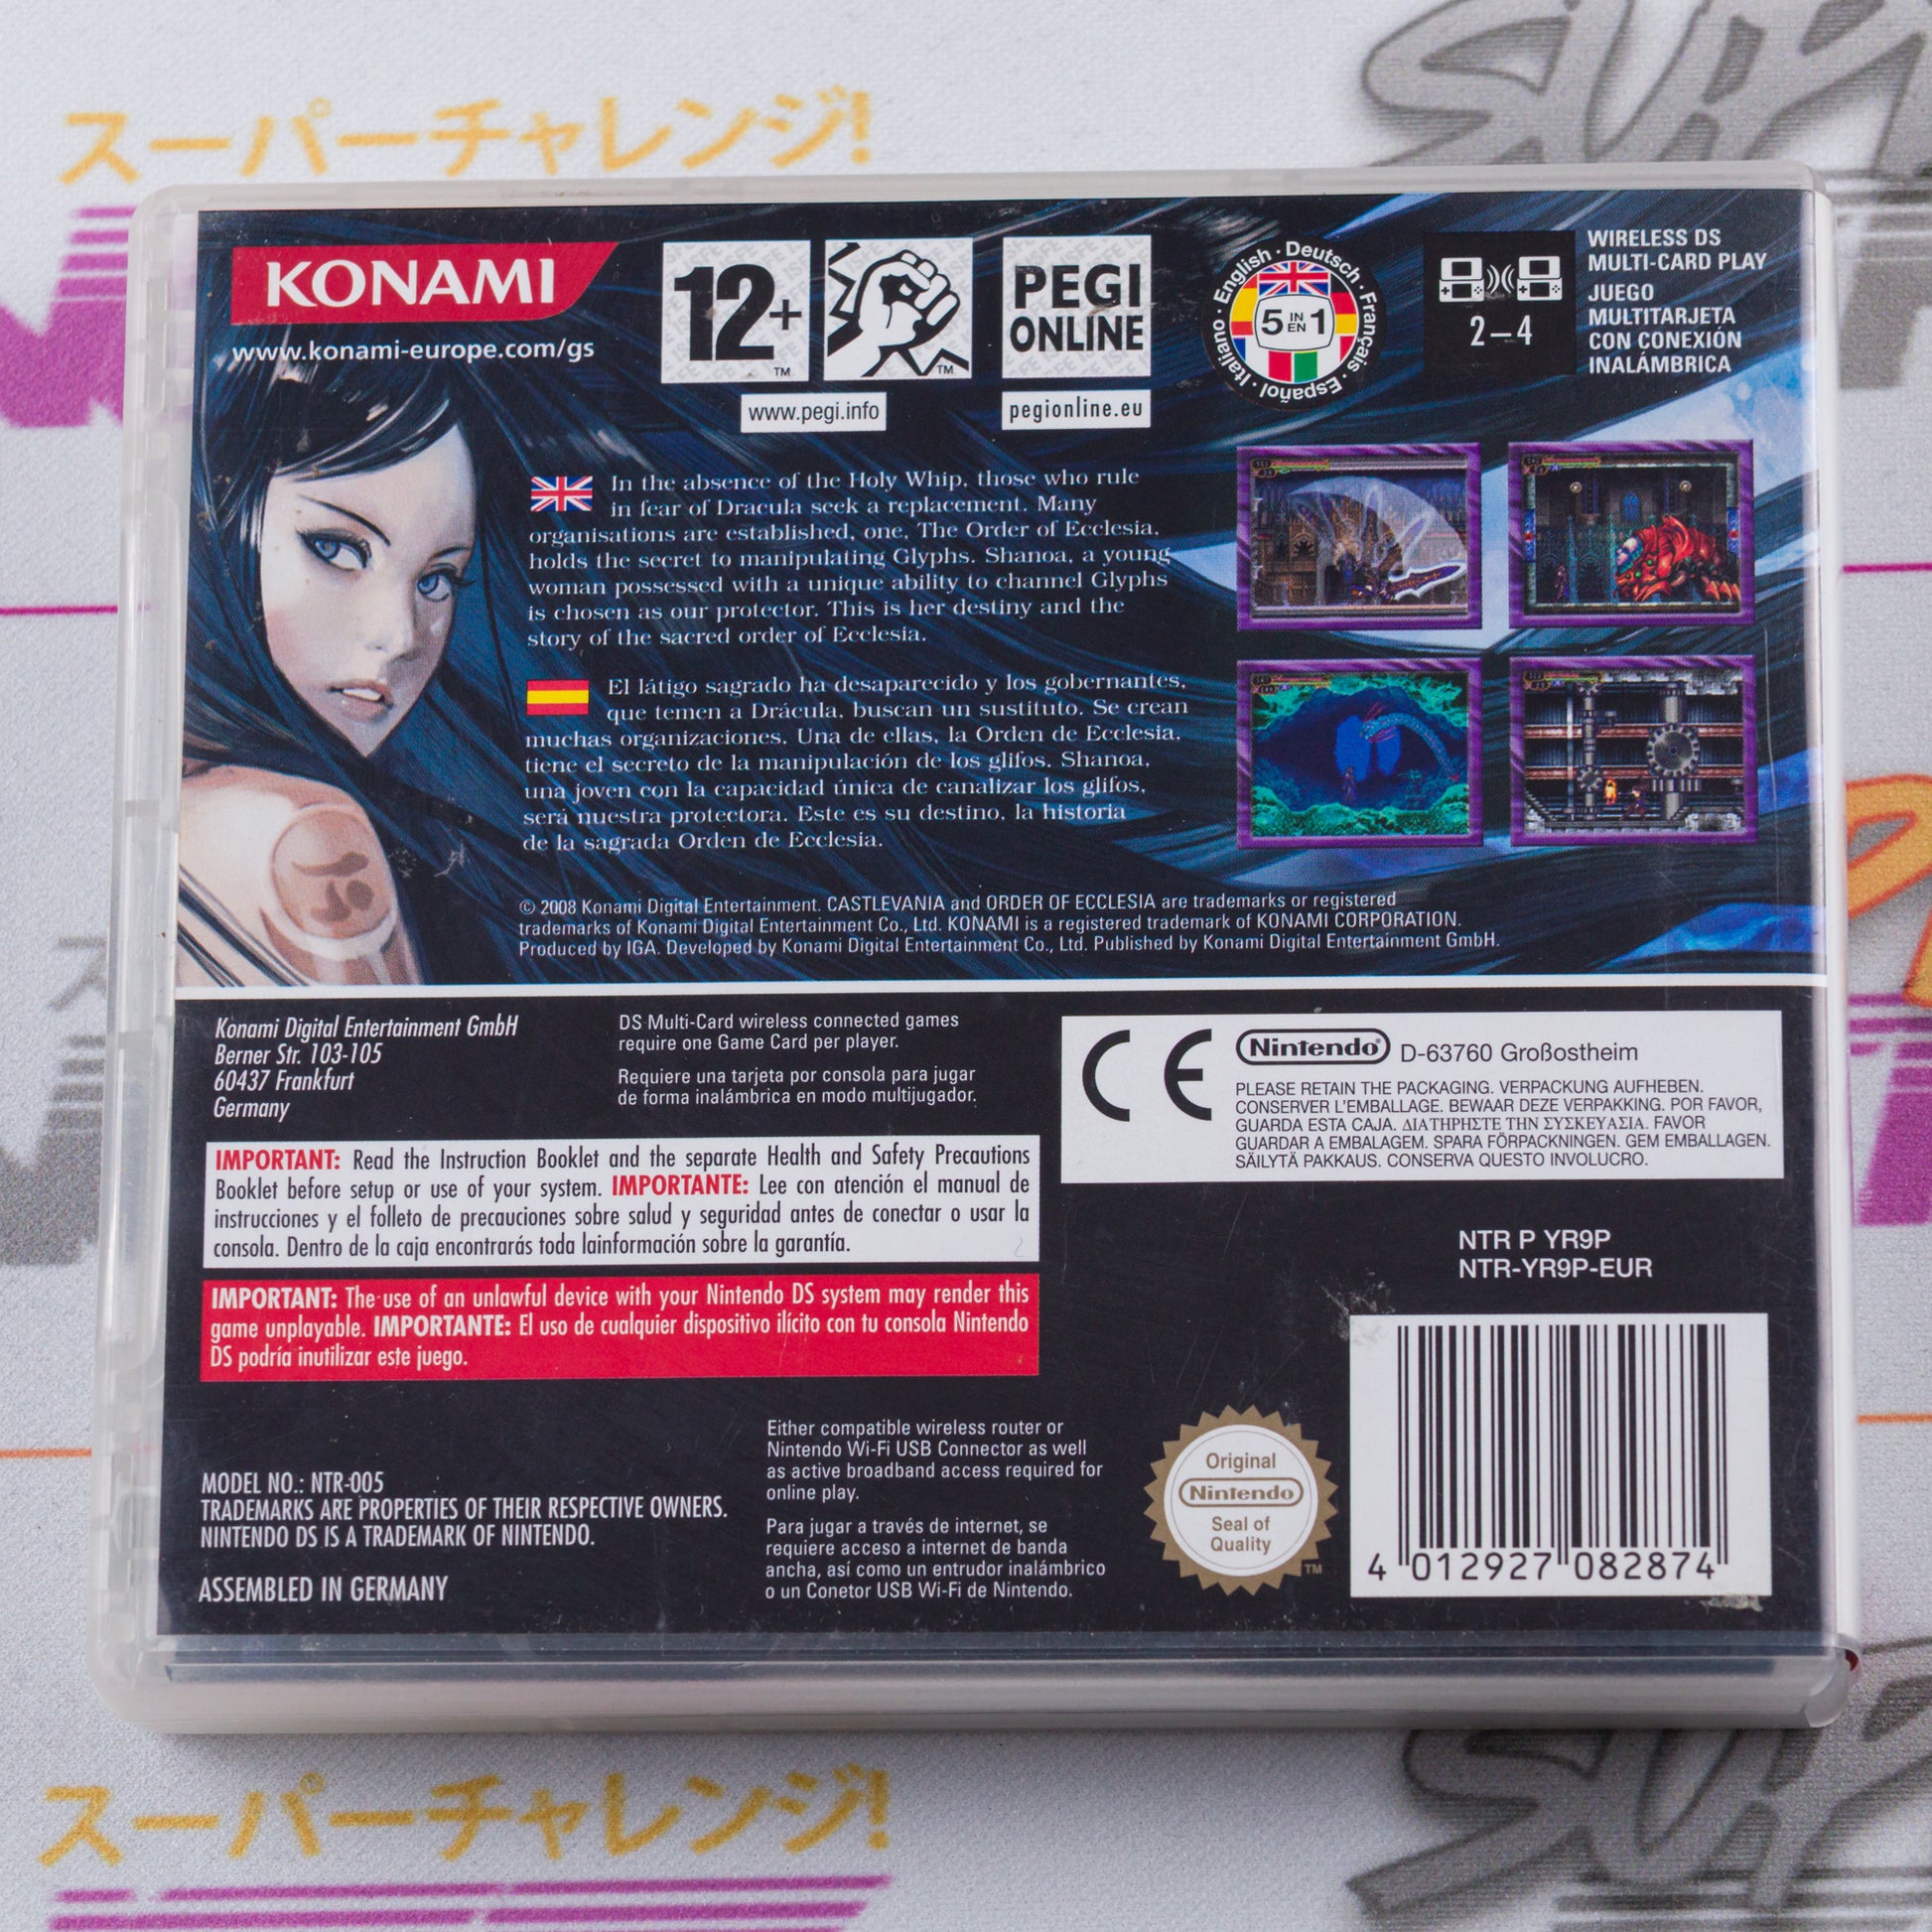 スーパーチャレンジ!
KONAMI
www.konami-europe.com/gs
12+
TM
TM
PEGI
ONLINE
www.pegi.info
pegionline.eu
English · Deutsch · Français · Español · Italiano
5 IN EN 1
2–4
WIRELESS DS
MULTI-CARD PLAY
JUEGO
MULTITARJETA
CON CONEXIÓN
INALÁMBRICA
In the absence of the Holy Whip, those who rule
in fear of Dracula seek a replacement. Many
organisations are established, one, The Order of Ecclesia,
holds the secret to manipulating Glyphs. Shanoa, a young
woman possessed with a unique ability to channel Glyphs
is chosen as our protector. This is her destiny and the
story of the sacred order of Ecclesia.
El látigo sagrado ha desaparecido y los gobernantes,
que temen a Drácula, buscan un sustituto. Se crean
muchas organizaciones. Una de ellas, la Orden de Ecclesia,
tiene el secreto de la manipulación de los glifos. Shanoa,
una joven con la capacidad única de canalizar los glifos,
será nuestra protectora. Este es su destino, la historia
de la sagrada Orden de Ecclesia.
© 2008 Konami Digital Entertainment. CASTLEVANIA and ORDER OF ECCLESIA are trademarks or registered
trademarks of Konami Digital Entertainment Co., Ltd. KONAMI is a registered trademark of KONAMI CORPORATION.
Produced by IGA. Developed by Konami Digital Entertainment Co., Ltd. Published by Konami Digital Entertainment GmbH.
Konami Digital Entertainment GmbH
Berner Str. 103-105
60437 Frankfurt
Germany
DS Multi-Card wireless connected games
require one Game Card per player.
Requiere una tarjeta por consola para jugar
de forma inalámbrica en modo multijugador.
CE
Nintendo® D-63760 Großostheim
PLEASE RETAIN THE PACKAGING. VERPACKUNG AUFHEBEN.
CONSERVER L'EMBALLAGE. BEWAAR DEZE VERPAKKING. POR FAVOR,
GUARDA ESTA CAJA. ΔΙΑΤΗΡΗΣΤΕ ΤΗΝ ΣΥΣΚΕΥΑΣΙΑ. FAVOR
GUARDAR A EMBALAGEM. SPARA FÖRPACKNINGEN. GEM EMBALLAGEN.
SÄILYTÄ PAKKAUS. CONSERVA QUESTO INVOLUCRO.
IMPORTANT: Read the Instruction Booklet and the separate Health and Safety Precautions
Booklet before setup or use of your system. IMPORTANTE: Lee con atención el manual de
instrucciones y el folleto de precauciones sobre salud y seguridad antes de conectar o usar la
consola. Dentro de la caja encontrarás toda lainformación sobre la garantía.
IMPORTANT: The use of an unlawful device with your Nintendo DS system may render this
game unplayable. IMPORTANTE: El uso de cualquier dispositivo ilícito con tu consola Nintendo
DS podría inutilizar este juego.
NTR P YR9P
NTR-YR9P-EUR
MODEL NO.: NTR-005
TRADEMARKS ARE PROPERTIES OF THEIR RESPECTIVE OWNERS.
NINTENDO DS IS A TRADEMARK OF NINTENDO.
ASSEMBLED IN GERMANY
Either compatible wireless router or
Nintendo Wi-Fi USB Connector as well
as active broadband access required for
online play.
Para jugar a través de internet, se
requiere acceso a internet de banda
ancha, así como un entrudor inalámbrico
o un Conetor USB Wi-Fi de Nintendo.
Original
Nintendo
Seal of
Quality
TM
4 012927 082874
スーパーチャレンジ!